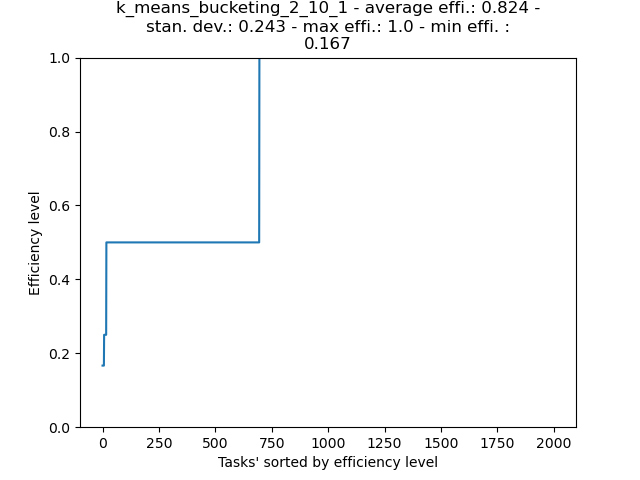 k_means_bucketing_2_10_1 - average effi.: 0.824 -
stan. dev.: 0.243 - max effi.: 1.0 - min effi. :
0.167
1.0
0.8
0.6
0.4
0.2
0.0
Efficiency level
0 250 500 750 1000 1250 1500 1750 2000
Tasks' sorted by efficiency level